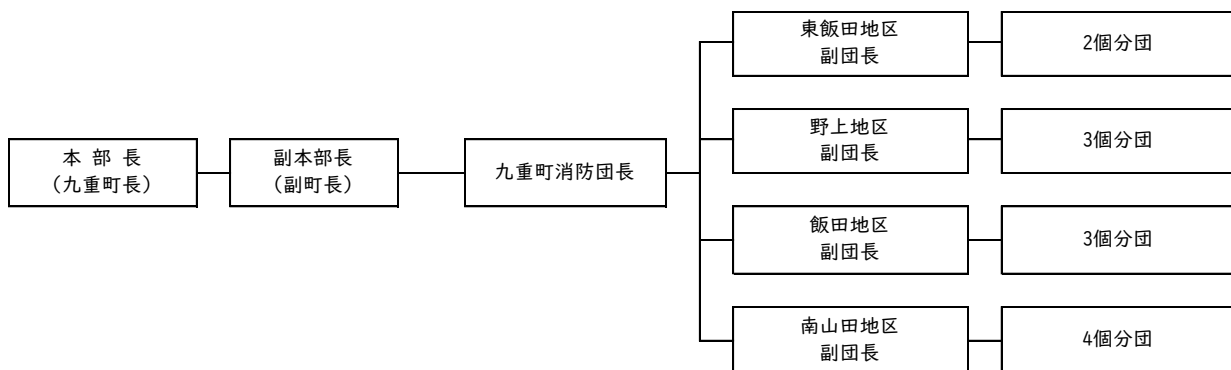 本 部 長
（九重町長）
副本部長
（副町長）
九重町消防団長
東飯田地区
副団長
2個分団
野上地区
副団長
3個分団
飯田地区
副団長
3個分団
南山田地区
副団長
4個分団